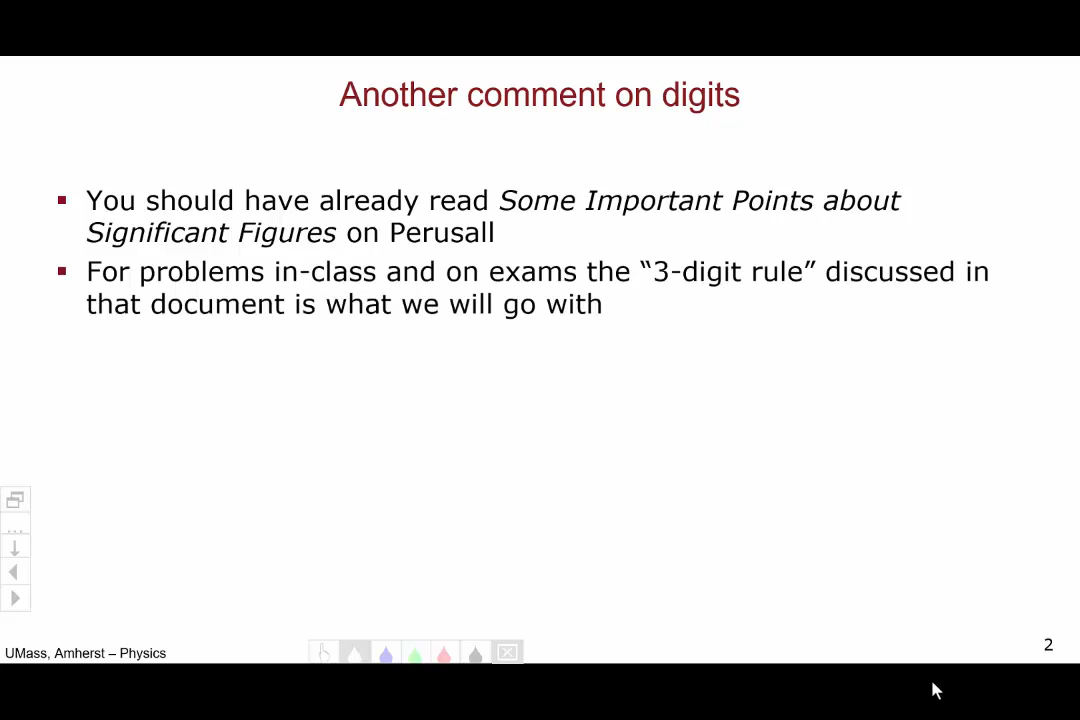 Another comment on digits
▪ You should have already read Some Important Points about
Significant Figures on Perusall
▪ For problems in-class and on exams the “3-digit rule” discussed in
that document is what we will go with
UMass, Amherst – Physics
2